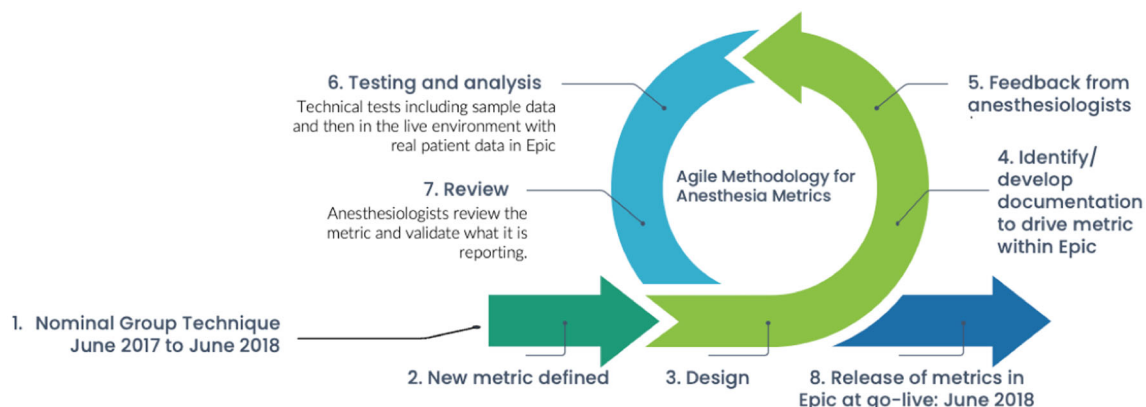 6. Testing and analysis
Technical tests including sample data
and then in the live environment with
real patient data in Epic
7. Review
Anesthesiologists review the
metric and validate what it is
reporting.
Agile Methodology for
Anesthesia Metrics
5. Feedback from
anesthesiologists
4. Identify/
develop
documentation
to drive metric
within Epic
1. Nominal Group Technique
June 2017 to June 2018
2. New metric defined
3. Design
8. Release of metrics in
Epic at go-live: June 2018